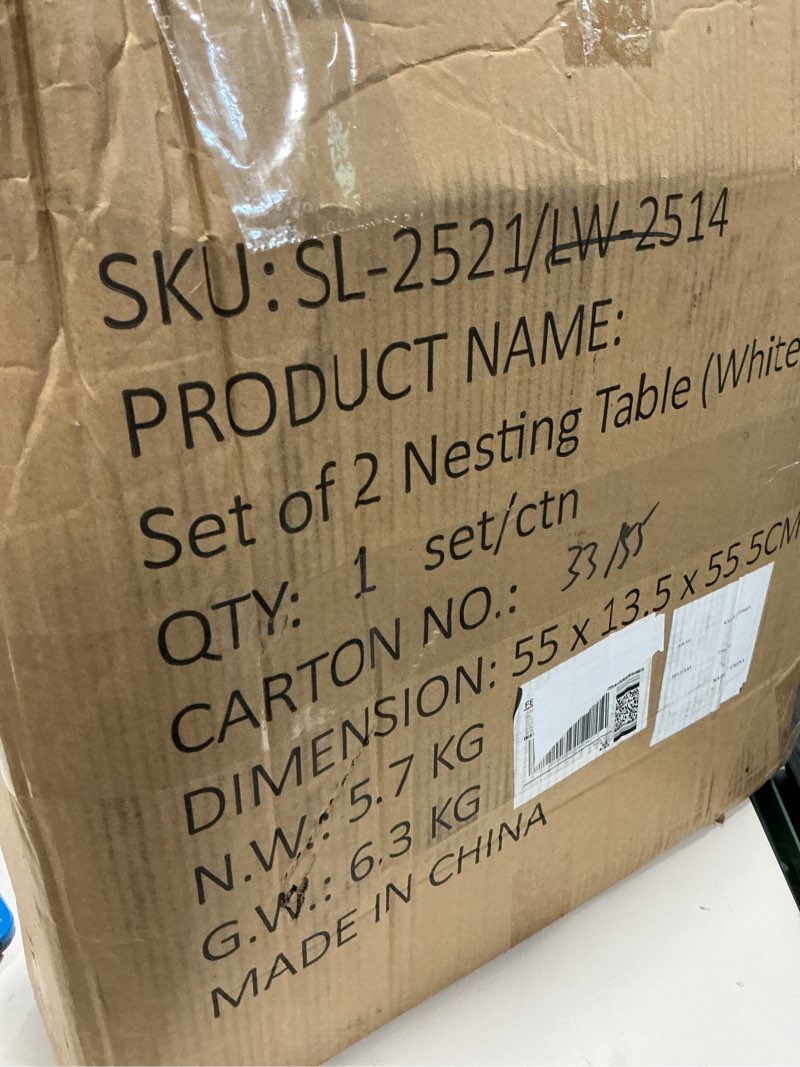 SKU: SL-2521/LW-2514
PRODUCT NAME:
Set of 2 Nesting Table (White
QTY: 1 set/ctn
CARTON NO.: 33/55
DIMENSION: 55 x 13.5 x 55.5CM
N.W.: 5.7 KG
G.W.: 6.3 KG
MADE IN CHINA